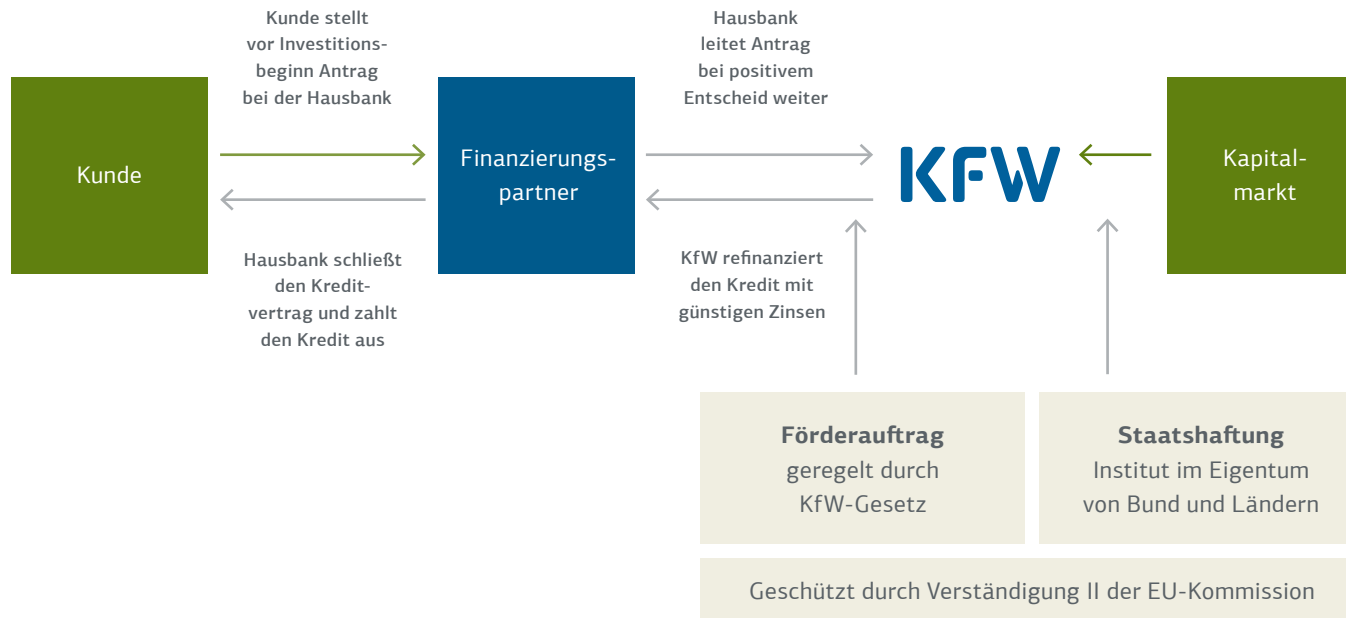 Kunde stellt
vor Investitions-
beginn Antrag
bei der Hausbank
Hausbank
leitet Antrag
bei positivem
Entscheid weiter
Kunde
Finanzierungs-
partner
KFW
Kapital-
markt
Hausbank schließt
den Kredit-
vertrag und zahlt
den Kredit aus
KfW refinanziert
den Kredit mit
günstigen Zinsen
Förderauftrag
geregelt durch
KfW-Gesetz
Staatshaftung
Institut im Eigentum
von Bund und Ländern
Geschützt durch Verständigung II der EU-Kommission